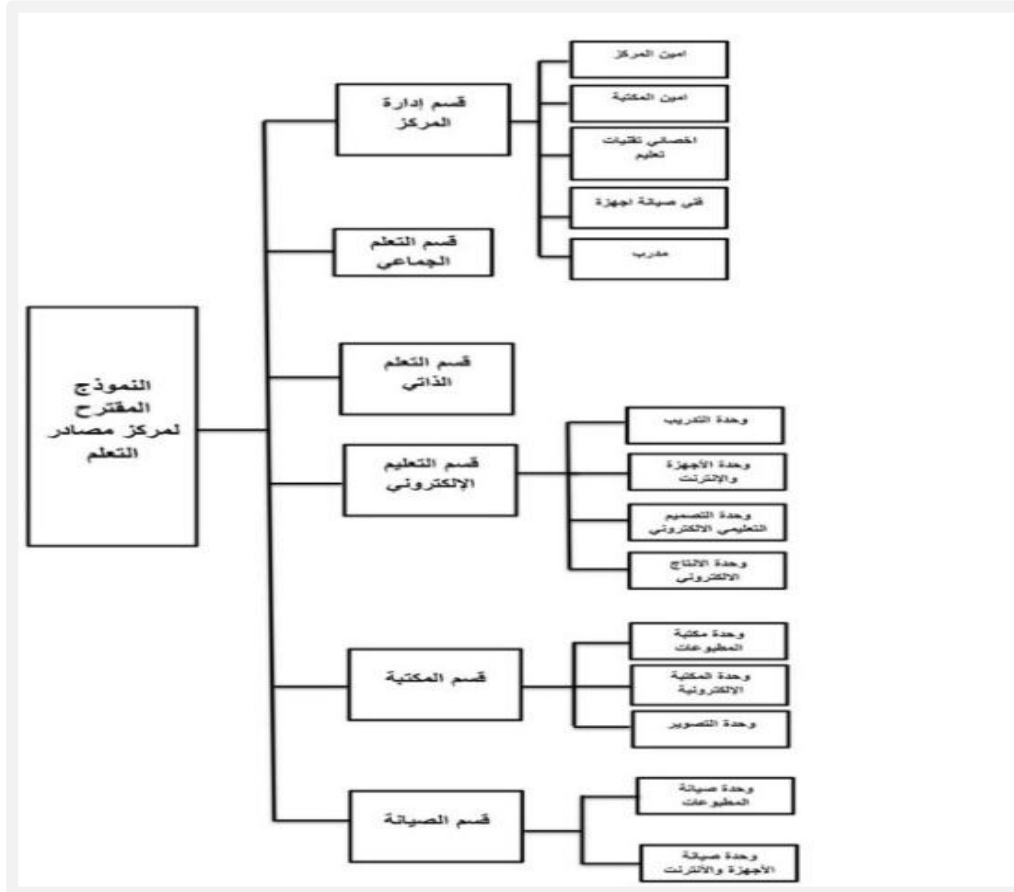 النموذج
المقترح
لمركز مصادر
التعلم
قسم إدارة
المركز
امين المركز
امين المكتبة
اخصائي تقنيات
تعليم
فني صيانة اجهزة
مدرب
قسم التعلم
الجماعي
قسم التعلم
الذاتي
قسم التعليم
الإلكتروني
وحدة التدريب
وحدة الأجهزة
والإنترنت
وحدة التصميم
التعليمي الالكتروني
وحدة الانتاج
الالكتروني
قسم المكتبة
وحدة مكتبة
المطبوعات
وحدة المكتبة
الإلكترونية
وحدة التصوير
قسم الصيانة
وحدة صيانة
المطبوعات
وحدة صيانة
الأجهزة والأنترنت